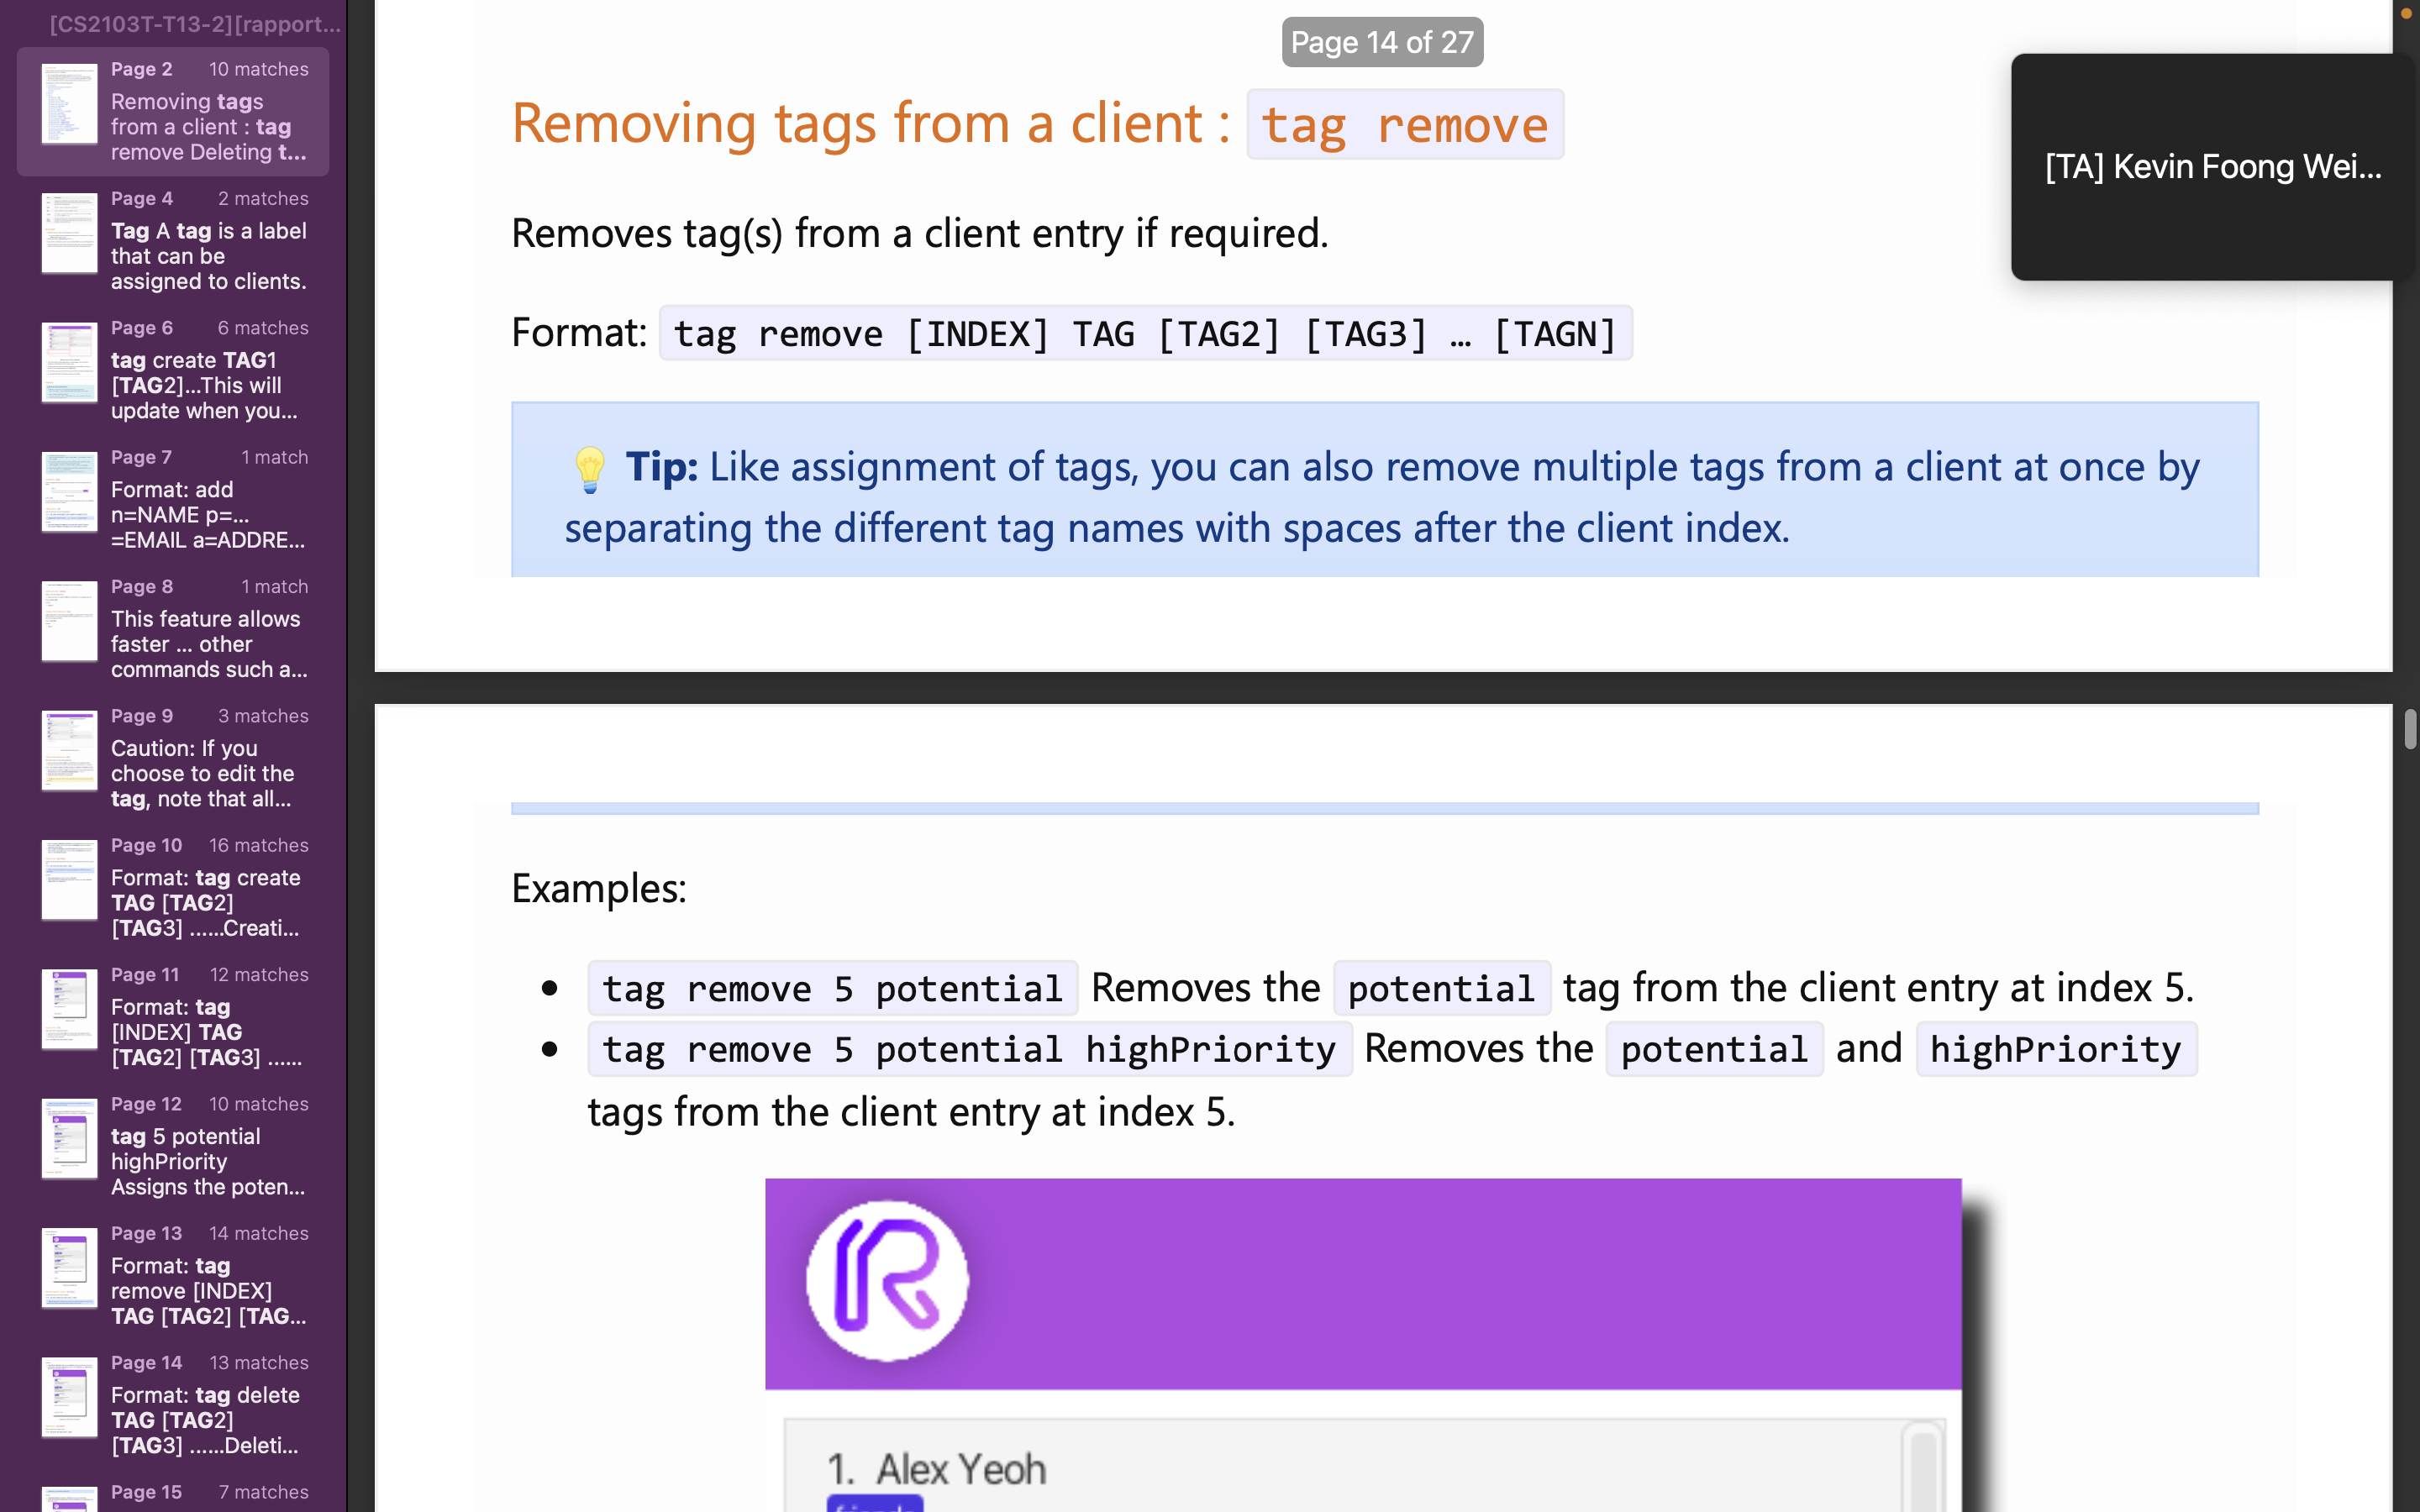 [CS2103T-T13-2][rapport...
Page 2 10 matches
Removing tags
from a client : tag
remove Deleting t...
Page 4 2 matches
Tag A tag is a label
that can be
assigned to clients.
Page 6 6 matches
tag create TAG1
[TAG2]...This will
update when you...
Page 7 1 match
Format: add
n=NAME p=...
=EMAIL a=ADDRE...
Page 8 1 match
This feature allows
faster ... other
commands such a...
Page 9 3 matches
Caution: If you
choose to edit the
tag, note that all...
Page 10 16 matches
Format: tag create
TAG [TAG2]
[TAG3] ......Creati...
Page 11 12 matches
Format: tag
[INDEX] TAG
[TAG2] [TAG3] ......
Page 12 10 matches
tag 5 potential
highPriority
Assigns the poten...
Page 13 14 matches
Format: tag
remove [INDEX]
TAG [TAG2] [TAG...
Page 14 13 matches
Format: tag delete
TAG [TAG2]
[TAG3] ......Deleti...
Page 15 7 matches
Page 14 of 27
Removing tags from a client : tag remove
[TA] Kevin Foong Wei...
Removes tag(s) from a client entry if required.
Format: tag remove [INDEX] TAG [TAG2] [TAG3] … [TAGN]
💡 Tip: Like assignment of tags, you can also remove multiple tags from a client at once by
separating the different tag names with spaces after the client index.
Examples:
• tag remove 5 potential Removes the potential tag from the client entry at index 5.
• tag remove 5 potential highPriority Removes the potential and highPriority
tags from the client entry at index 5.
1. Alex Yeoh